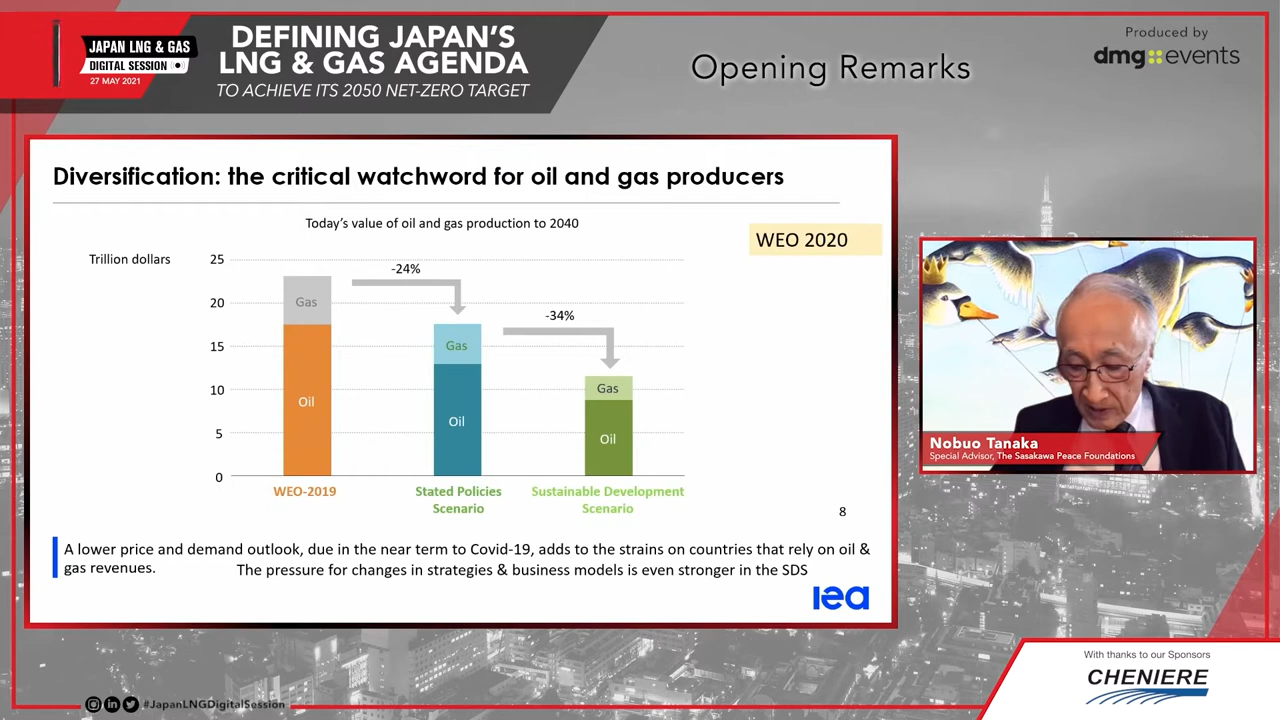 JAPAN LNG & GAS
DIGITAL SESSION
27 MAY 2021
DEFINING JAPAN'S
LNG & GAS AGENDA
TO ACHIEVE ITS 2050 NET-ZERO TARGET
Opening Remarks
Produced by
dmg::events
Diversification: the critical watchword for oil and gas producers
Today's value of oil and gas production to 2040
WEO 2020
Trillion dollars
25
20
15
10
5
0
-24%
-34%
Gas
Oil
Gas
Oil
Gas
Oil
WEO-2019
Stated Policies
Scenario
Sustainable Development
Scenario
8
A lower price and demand outlook, due in the near term to Covid-19, adds to the strains on countries that rely on oil &
gas revenues. The pressure for changes in strategies & business models is even stronger in the SDS
iea
Nobuo Tanaka
Special Advisor, The Sasakawa Peace Foundations
With thanks to our Sponsors
CHENIERE
#JapanLNGDigitalSession